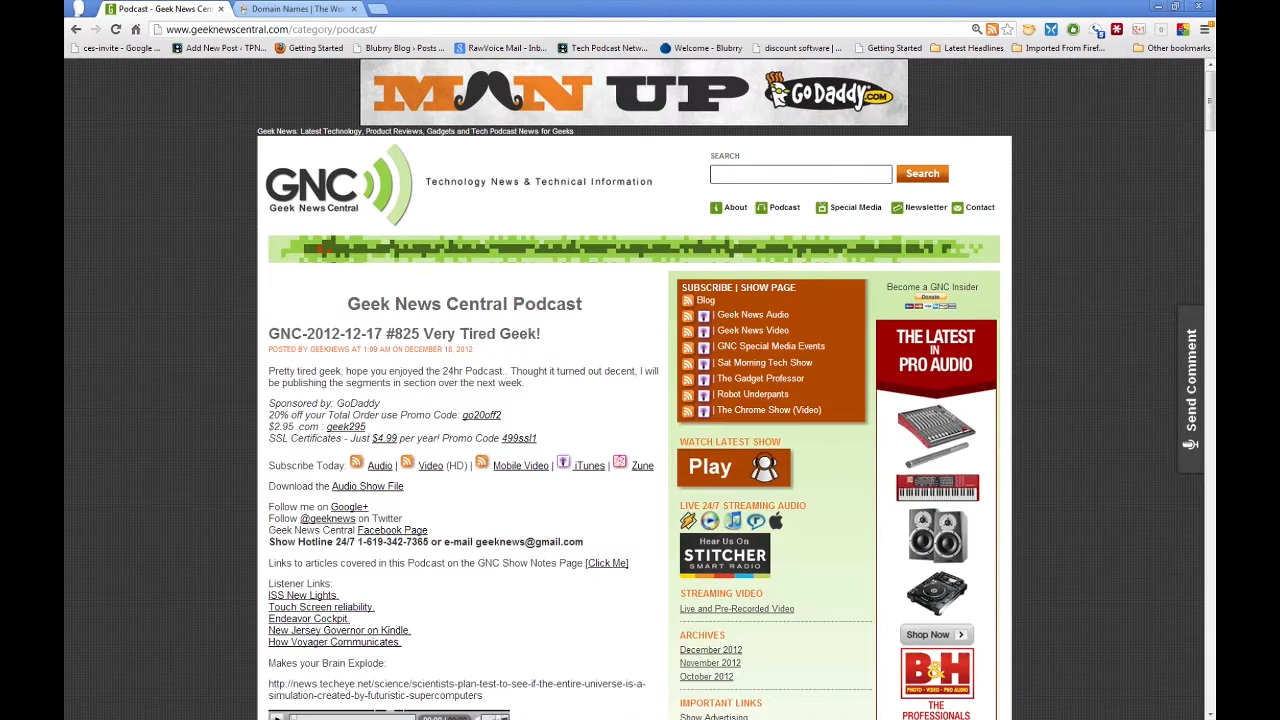 Podcast - Geek News Cen
Domain Names | The Wor
www.geeknewscentral.com/category/podcast/
ces-invite - Google ...
Add New Post ‹ TPN...
Getting Started
Blubrry Blog - Posts ...
RawVoice Mail - Inb...
Tech Podcast Netw...
Welcome - Blubrry
discount software | ...
Getting Started
Latest Headlines
Imported From Firef...
Other bookmarks
MAN UP
GODADDY.COM
Geek News: Latest Technology, Product Reviews, Gadgets and Tech Podcast News for Geeks
GNC
Geek News Central
Technology News & Technical Information
SEARCH
Search
About
Podcast
Special Media
Newsletter
Contact
Geek News Central Podcast
GNC-2012-12-17 #825 Very Tired Geek!
POSTED BY GEEKNEWS AT 1:09 AM ON DECEMBER 18, 2012
Pretty tired geek, hope you enjoyed the 24hr Podcast.. Thought it turned out decent, I will
be publishing the segments in section over the next week.
Sponsored by: GoDaddy
20% off your Total Order use Promo Code: go20off2
$2.95 .com : geek295
SSL Certificates - Just $4.99 per year! Promo Code 499ssl1
Subscribe Today: Audio | Video (HD) | Mobile Video | iTunes | Zune
Download the Audio Show File
Follow me on Google+
Follow @geeknews on Twitter
Geek News Central Facebook Page
Show Hotline 24/7 1-619-342-7365 or e-mail geeknews@gmail.com
Links to articles covered in this Podcast on the GNC Show Notes Page [Click Me]
Listener Links:
ISS New Lights.
Touch Screen reliability.
Endeavor Cockpit.
New Jersey Governor on Kindle.
How Voyager Communicates.
Makes your Brain Explode:
http://news.techeye.net/science/scientists-plan-test-to-see-if-the-entire-universe-is-a-
simulation-created-by-futuristic-supercomputers
SUBSCRIBE | SHOW PAGE
Blog
| Geek News Audio
| Geek News Video
| GNC Special Media Events
| Sat Morning Tech Show
| The Gadget Professor
| Robot Underpants
| The Chrome Show (Video)
WATCH LATEST SHOW
Play
LIVE 24/7 STREAMING AUDIO
Hear Us On
STITCHER
SMART RADIO
STREAMING VIDEO
Live and Pre-Recorded Video
ARCHIVES
December 2012
November 2012
October 2012
IMPORTANT LINKS
Show Advertising
Become a GNC Insider
Donate
THE LATEST
IN
PRO AUDIO
Shop Now
B&H
PHOTO - VIDEO - PRO AUDIO
THE
PROFESSIONALS
Send Comment